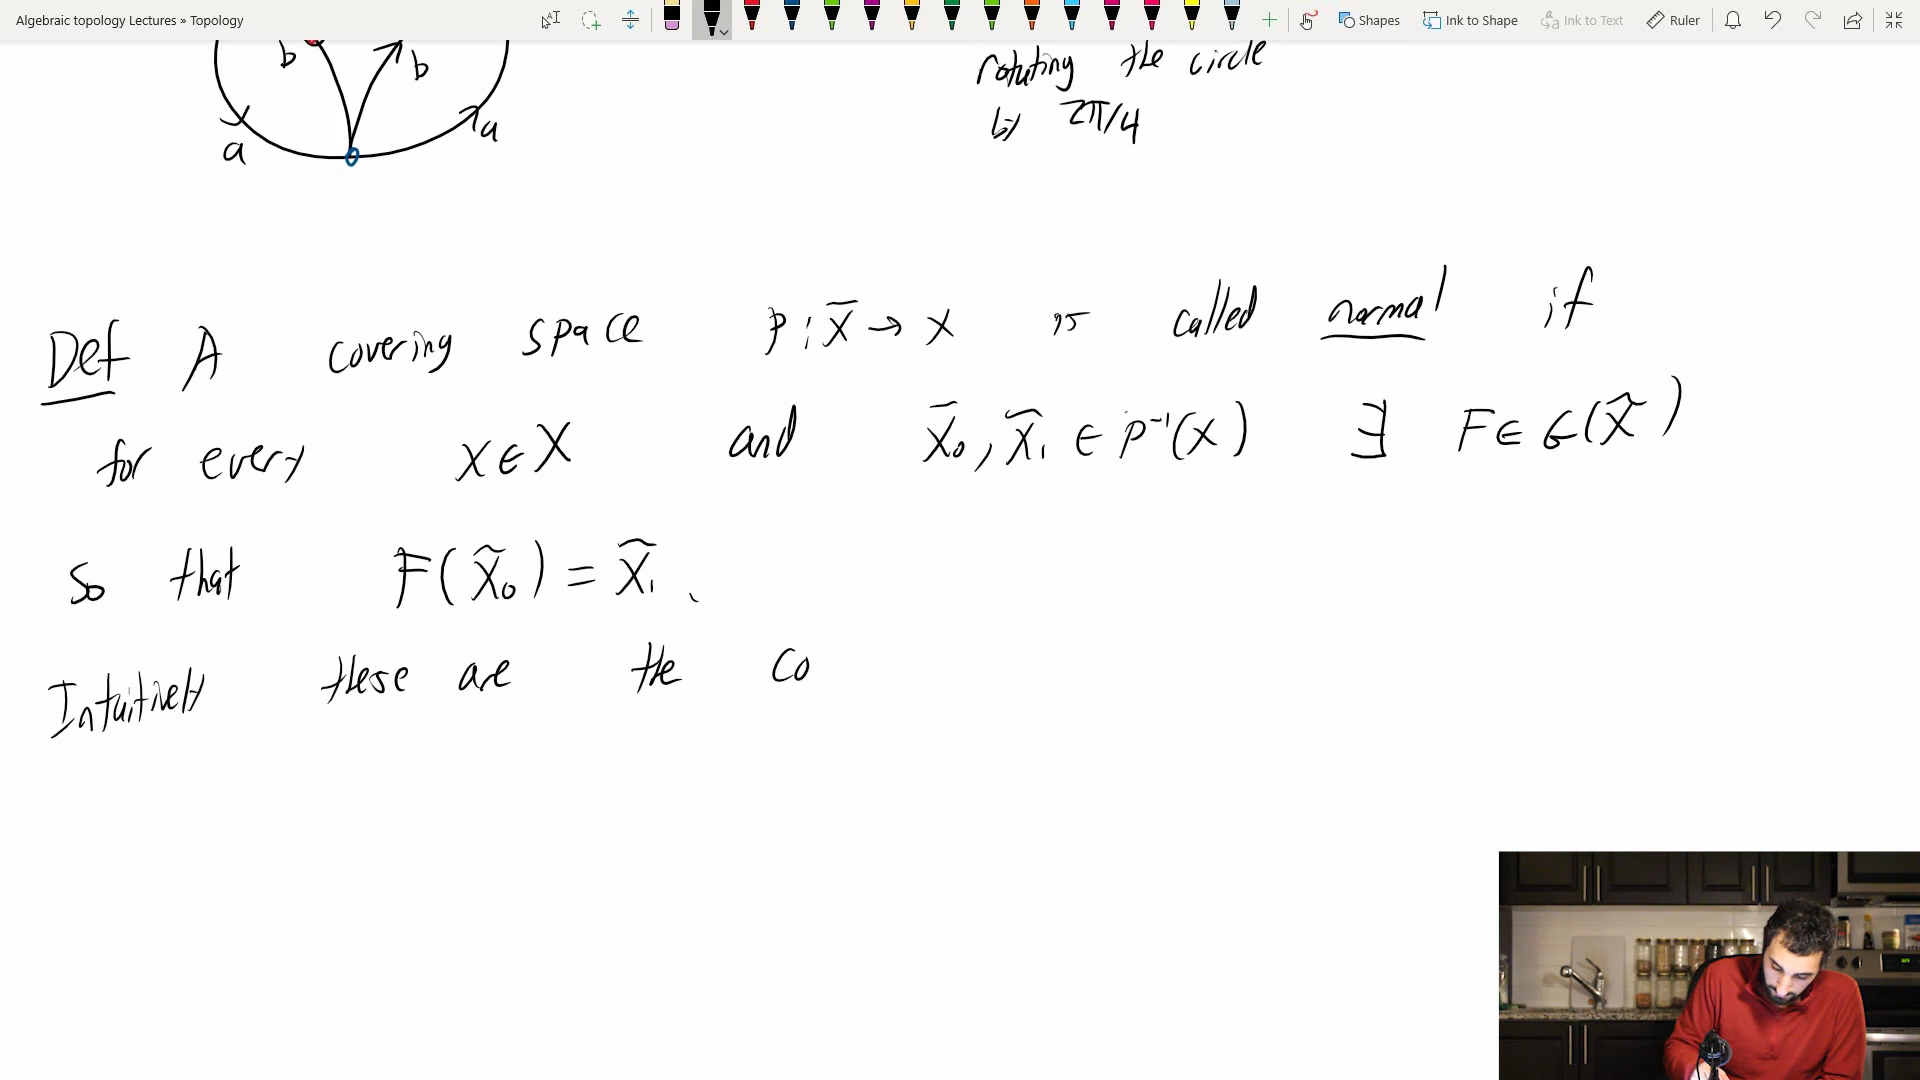 Algebraic topology Lectures » Topology
Shapes
Ink to Shape
Ink to Text
Ruler
b
b
a
a
rotating the circle
by 2π/4
Def A covering space p : X̃ → X is called normal if
for every x ∈ X and x̃₀, x̃₁ ∈ p⁻¹(x) ∃ F ∈ G(X̃)
so that F(x̃₀) = x̃₁.
Intuitively these are the co